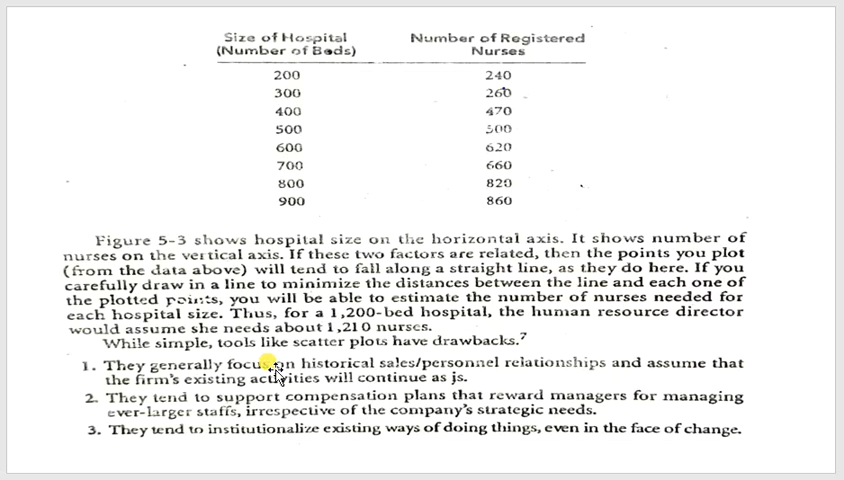 Size of Hospital Number of Registered
(Number of Beds) Nurses
200 240
300 260
400 470
500 500
600 620
700 660
800 820
900 860
Figure 5-3 shows hospital size on the horizontal axis. It shows number of
nurses on the vertical axis. If these two factors are related, then the points you plot
(from the data above) will tend to fall along a straight line, as they do here. If you
carefully draw in a line to minimize the distances between the line and each one of
the plotted points, you will be able to estimate the number of nurses needed for
each hospital size. Thus, for a 1,200-bed hospital, the human resource director
would assume she needs about 1,210 nurses.
While simple, tools like scatter plots have drawbacks.7
1. They generally focus on historical sales/personnel relationships and assume that
the firm's existing activities will continue as is.
2. They tend to support compensation plans that reward managers for managing
ever-larger staffs, irrespective of the company's strategic needs.
3. They tend to institutionalize existing ways of doing things, even in the face of change.